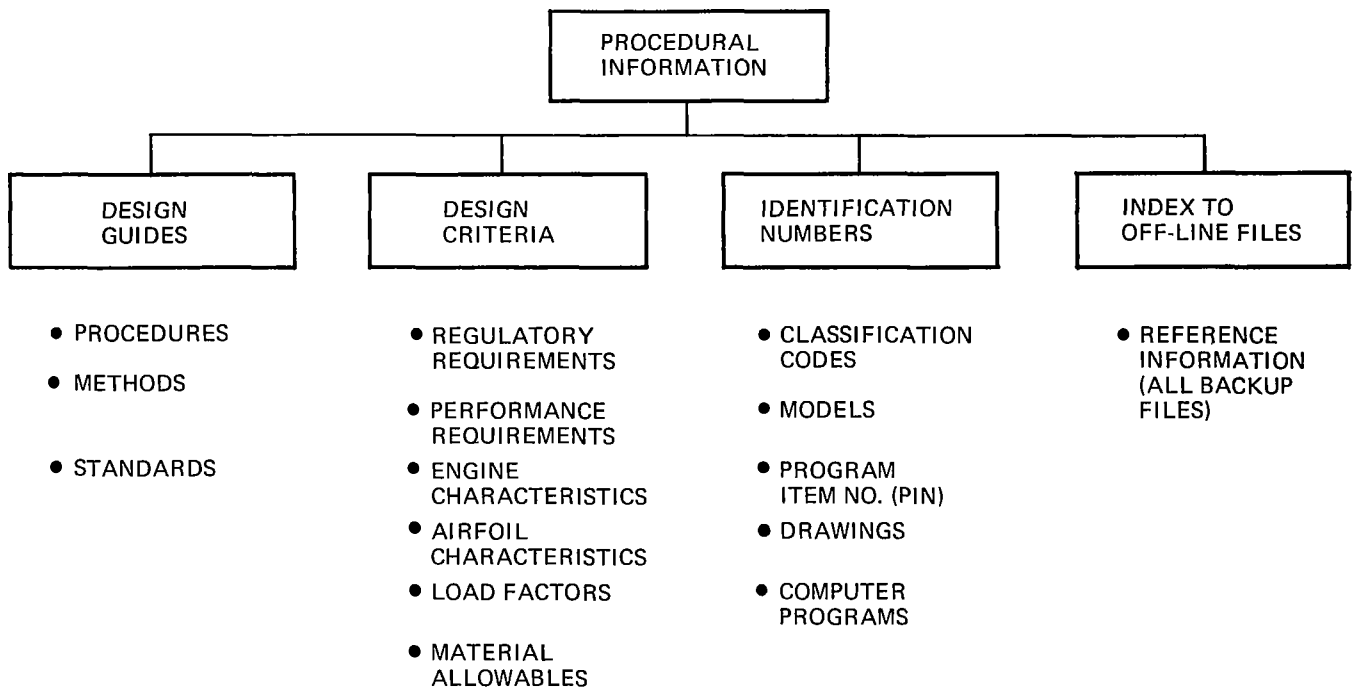 PROCEDURAL
INFORMATION
DESIGN
GUIDES
● PROCEDURES
● METHODS
● STANDARDS
DESIGN
CRITERIA
● REGULATORY
REQUIREMENTS
● PERFORMANCE
REQUIREMENTS
● ENGINE
CHARACTERISTICS
● AIRFOIL
CHARACTERISTICS
● LOAD FACTORS
● MATERIAL
ALLOWABLES
IDENTIFICATION
NUMBERS
● CLASSIFICATION
CODES
● MODELS
● PROGRAM
ITEM NO. (PIN)
● DRAWINGS
● COMPUTER
PROGRAMS
INDEX TO
OFF-LINE FILES
● REFERENCE
INFORMATION
(ALL BACKUP
FILES)